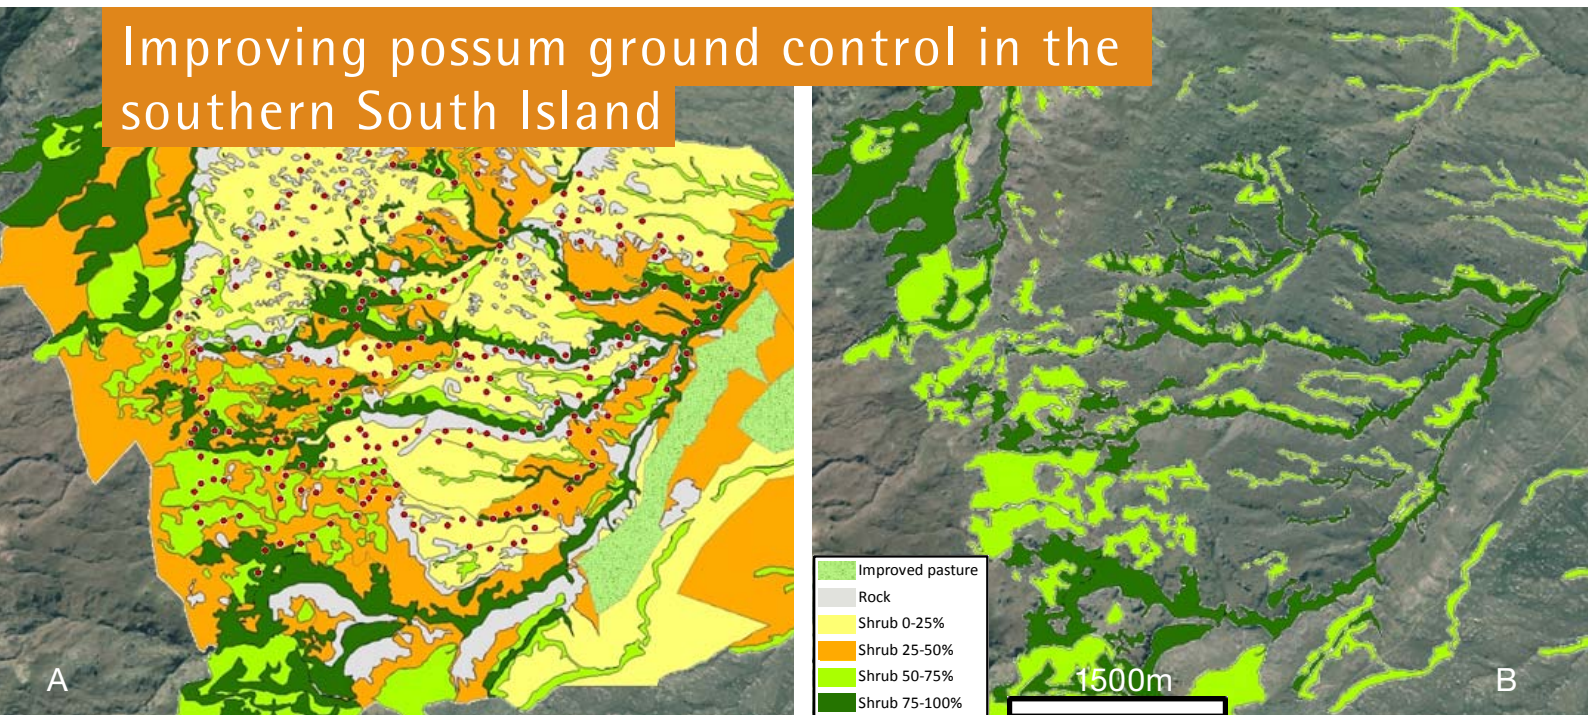 Improving possum ground control in the
southern South Island
A
Improved pasture
Rock
Shrub 0-25%
Shrub 25-50%
Shrub 50-75%
Shrub 75-100%
1500m
B